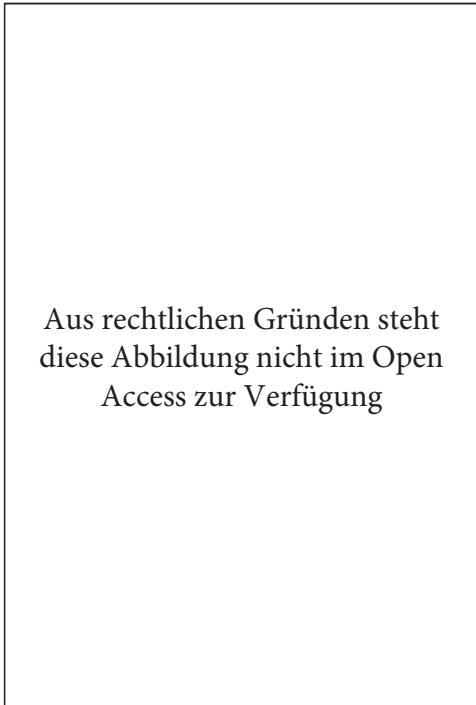 Aus rechtlichen Gründen steht
diese Abbildung nicht im Open
Access zur Verfügung